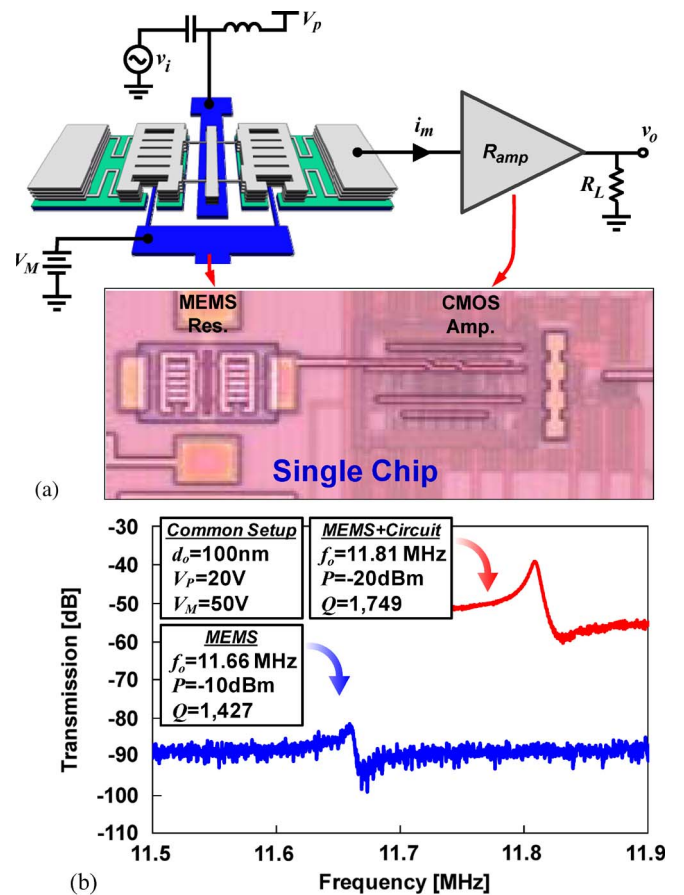 V_p
v_i
i_m
v_o
R_amp
R_L
V_M
MEMS
Res.
CMOS
Amp.
Single Chip
(a)
Common Setup
d_o=100nm
V_P=20V
V_M=50V
MEMS+Circuit
f_o=11.81 MHz
P=-20dBm
Q=1,749
MEMS
f_o=11.66 MHz
P=-10dBm
Q=1,427
Transmission [dB]
-30
-40
-50
-60
-70
-80
-90
-100
-110
11.5
11.6
11.7
11.8
11.9
(b)
Frequency [MHz]